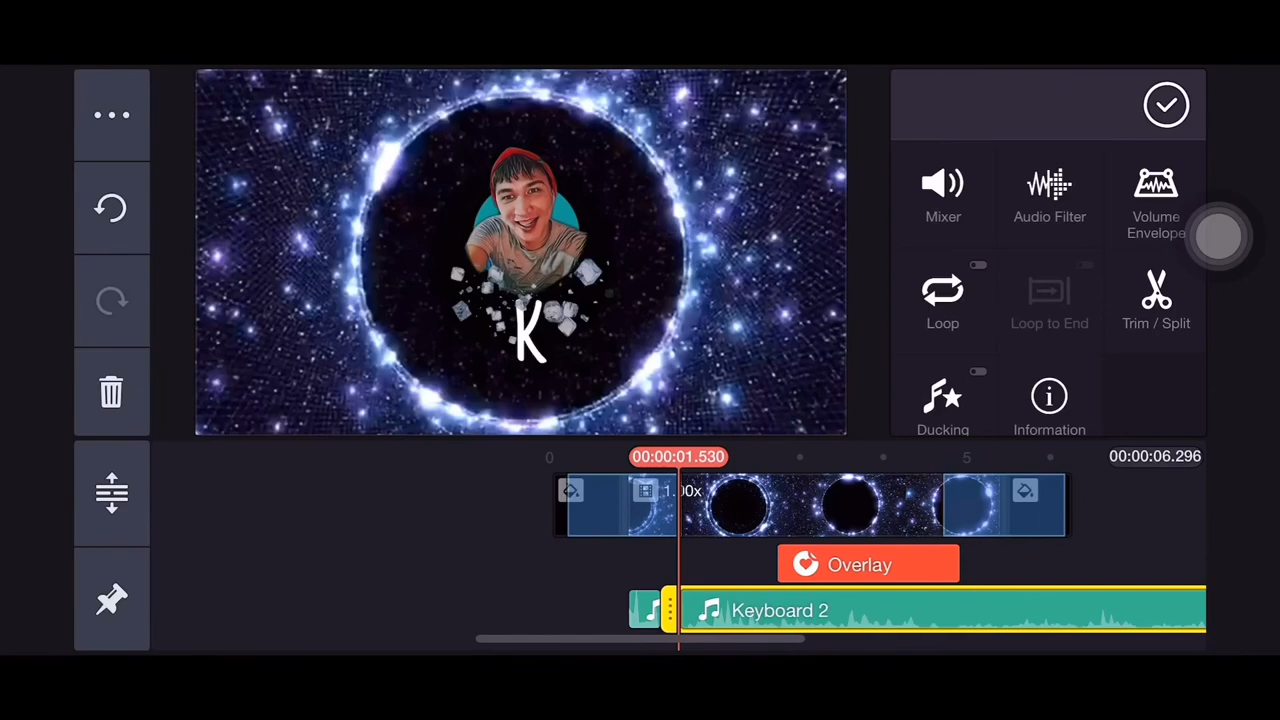 K
Mixer
Audio Filter
Volume
Envelope
Loop
Loop to End
Trim / Split
Ducking
Information
0
00:00:01.530
5
00:00:06.296
1.00x
Overlay
Keyboard 2